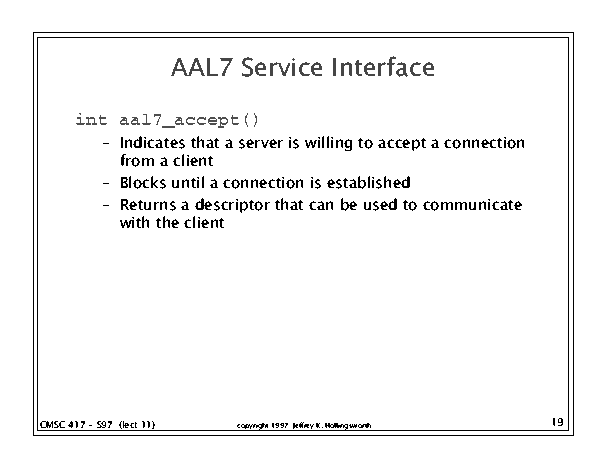 AAL7 Service Interface
int aal7_accept()
– Indicates that a server is willing to accept a connection
from a client
– Blocks until a connection is established
– Returns a descriptor that can be used to communicate
with the client
CMSC 417 - S97 (lect 11)
copyright 1997 Jeffrey K. Hollingsworth
19